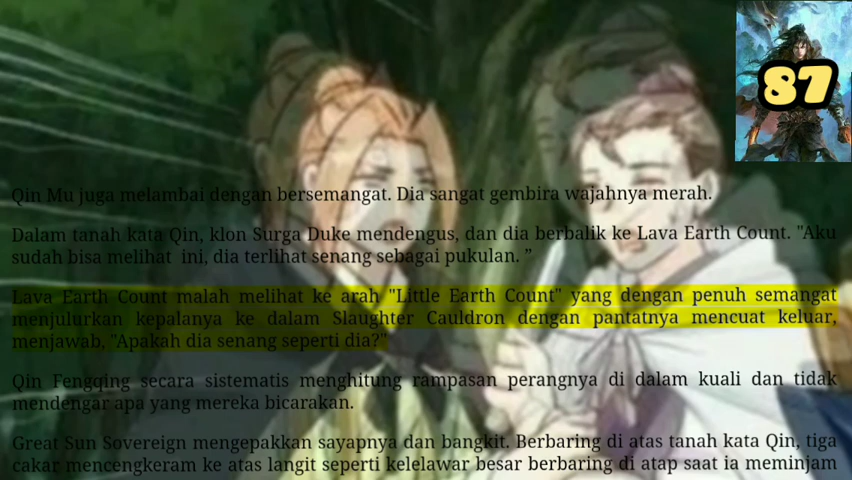 87
Qin Mu juga melambai dengan bersemangat. Dia sangat gembira wajahnya merah.
Dalam tanah kata Qin, klon Surga Duke mendengus, dan dia berbalik ke Lava Earth Count. "Aku
sudah bisa melihat ini, dia terlihat senang sebagai pukulan. ”
Lava Earth Count malah melihat ke arah "Little Earth Count" yang dengan penuh semangat
menjulurkan kepalanya ke dalam Slaughter Cauldron dengan pantatnya mencuat keluar,
menjawab, "Apakah dia senang seperti dia?"
Qin Fengqing secara sistematis menghitung rampasan perangnya di dalam kuali dan tidak
mendengar apa yang mereka bicarakan.
Great Sun Sovereign mengepakkan sayapnya dan bangkit. Berbaring di atas tanah kata Qin, tiga
cakar mencengkeram ke atas langit seperti kelelawar besar berbaring di atap saat ia meminjam